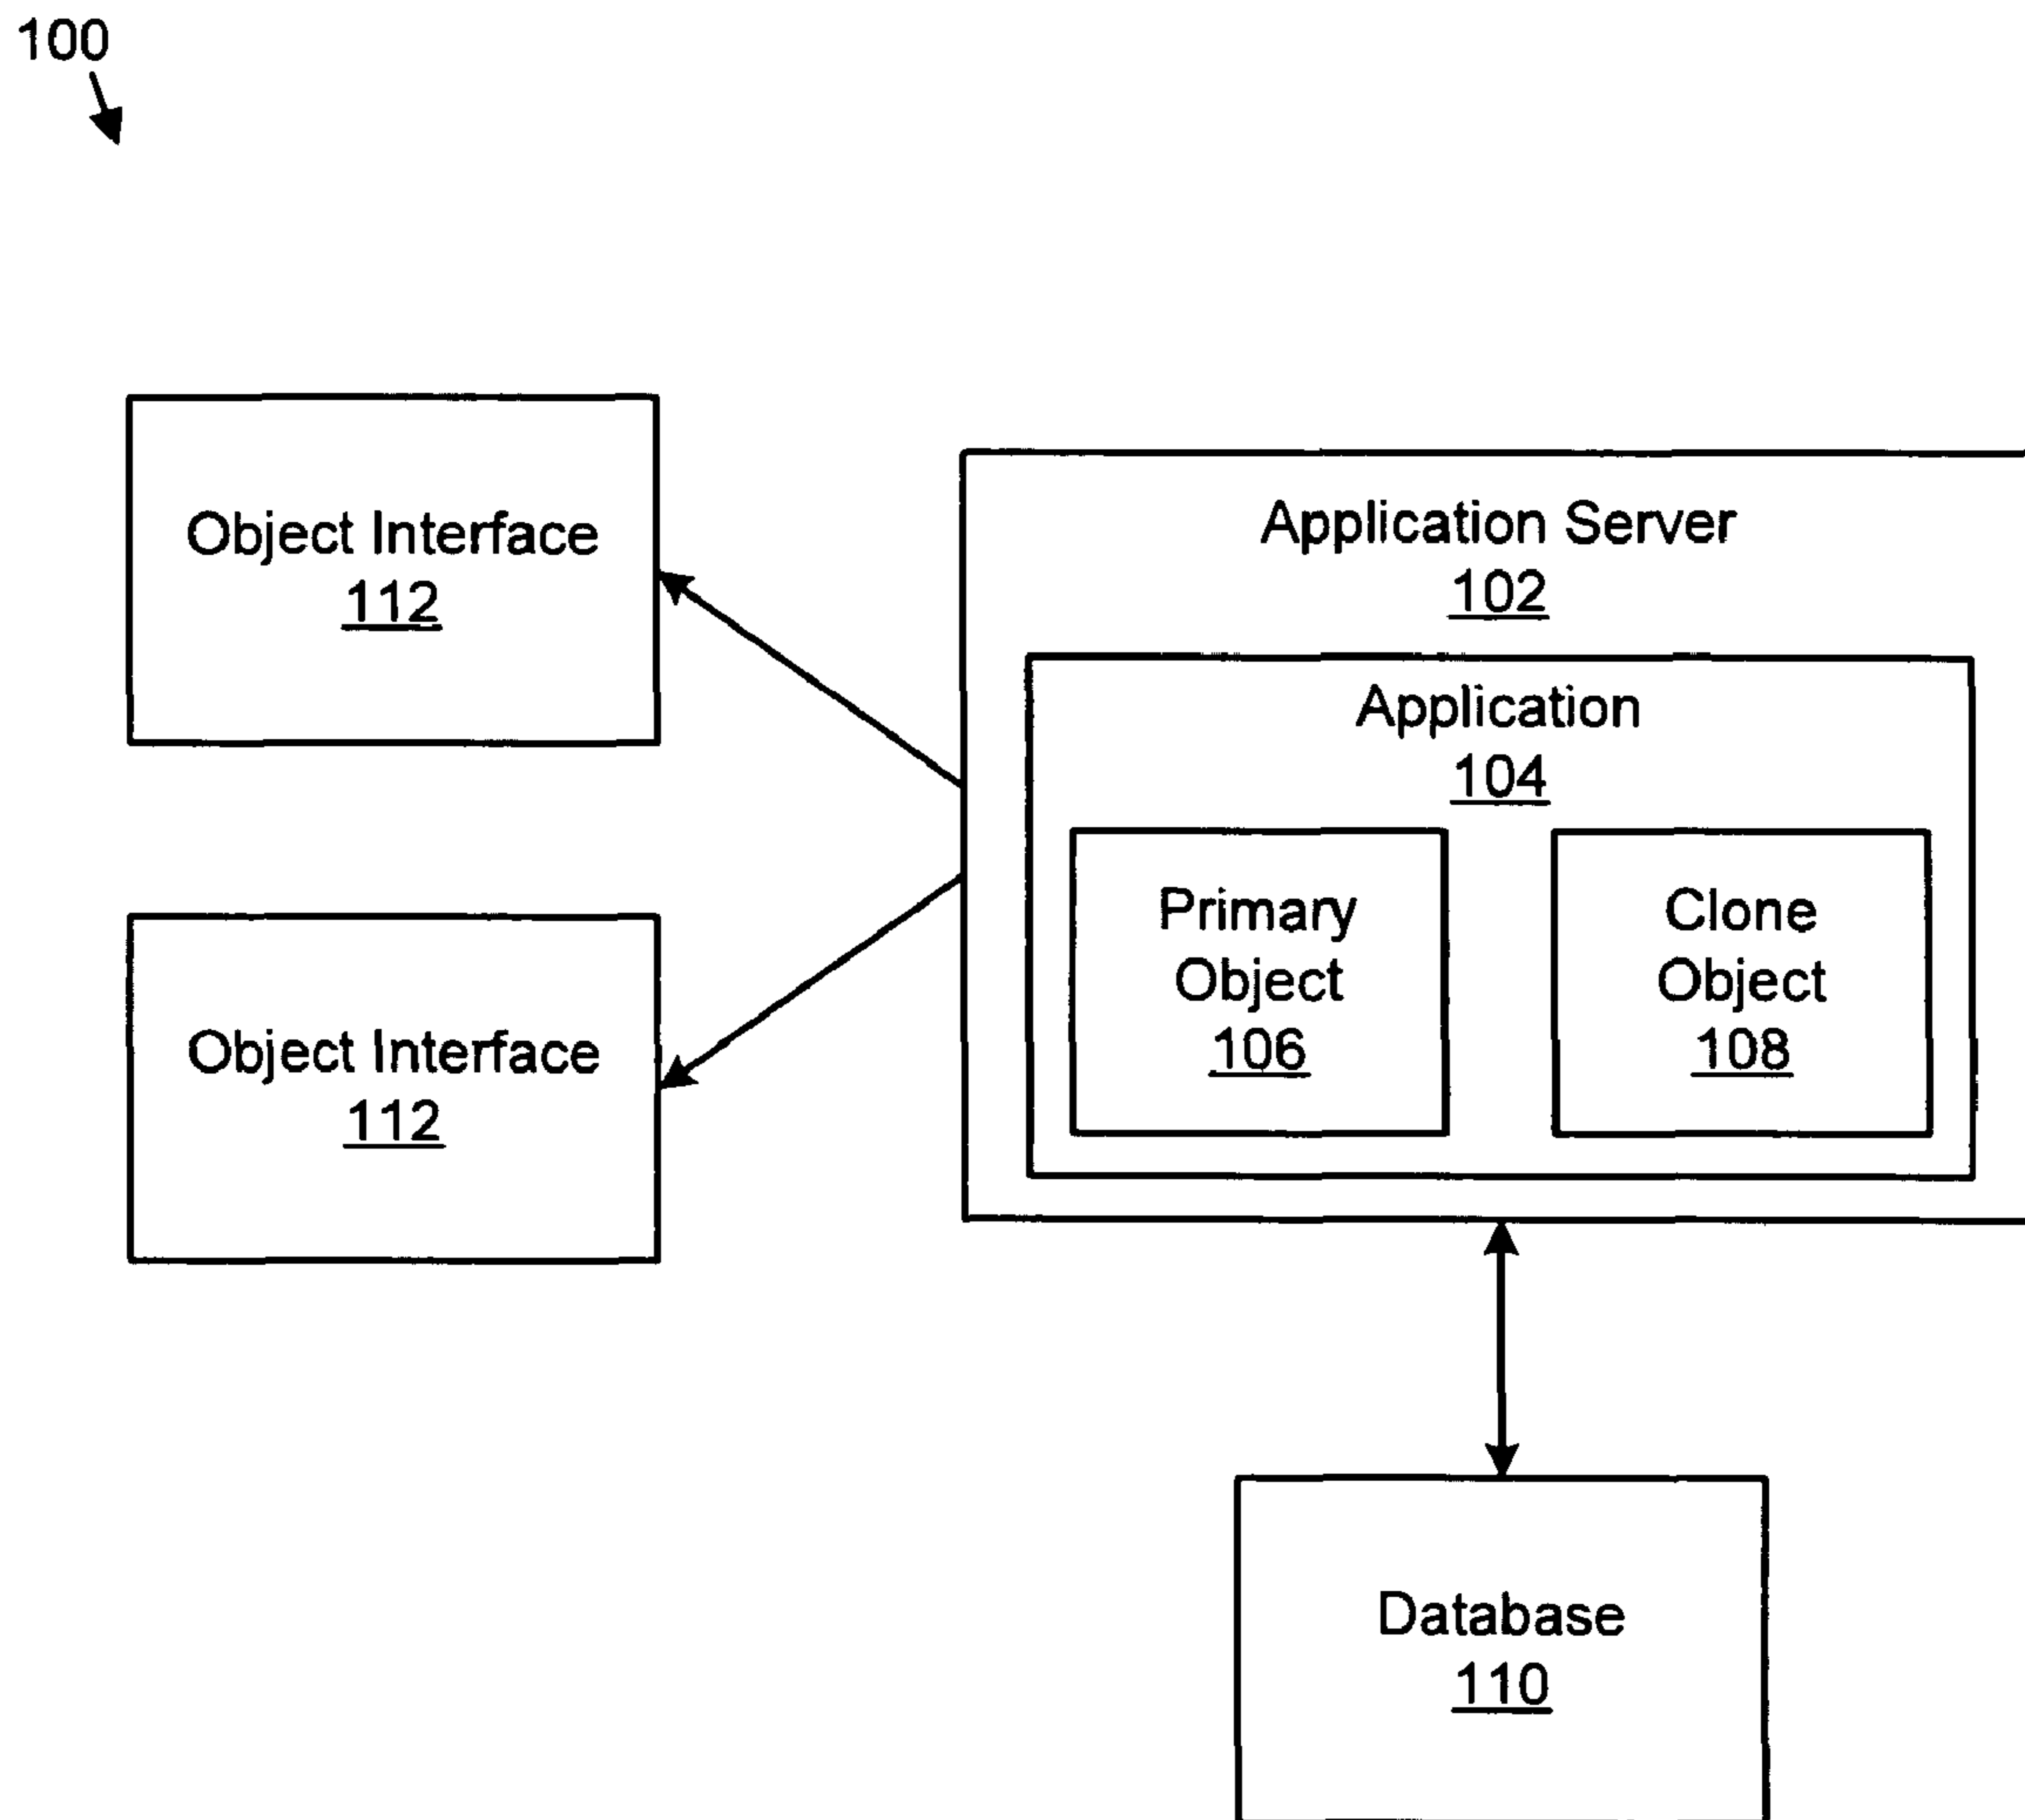 100
Object Interface
112
Application Server
102
Application
104
Primary
Object
106
Clone
Object
108
Object Interface
112
Database
110